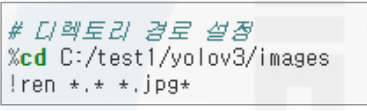 # 디렉토리 경로 설정
%cd C:/test1/yolov3/images
!ren *.* *.jpg*